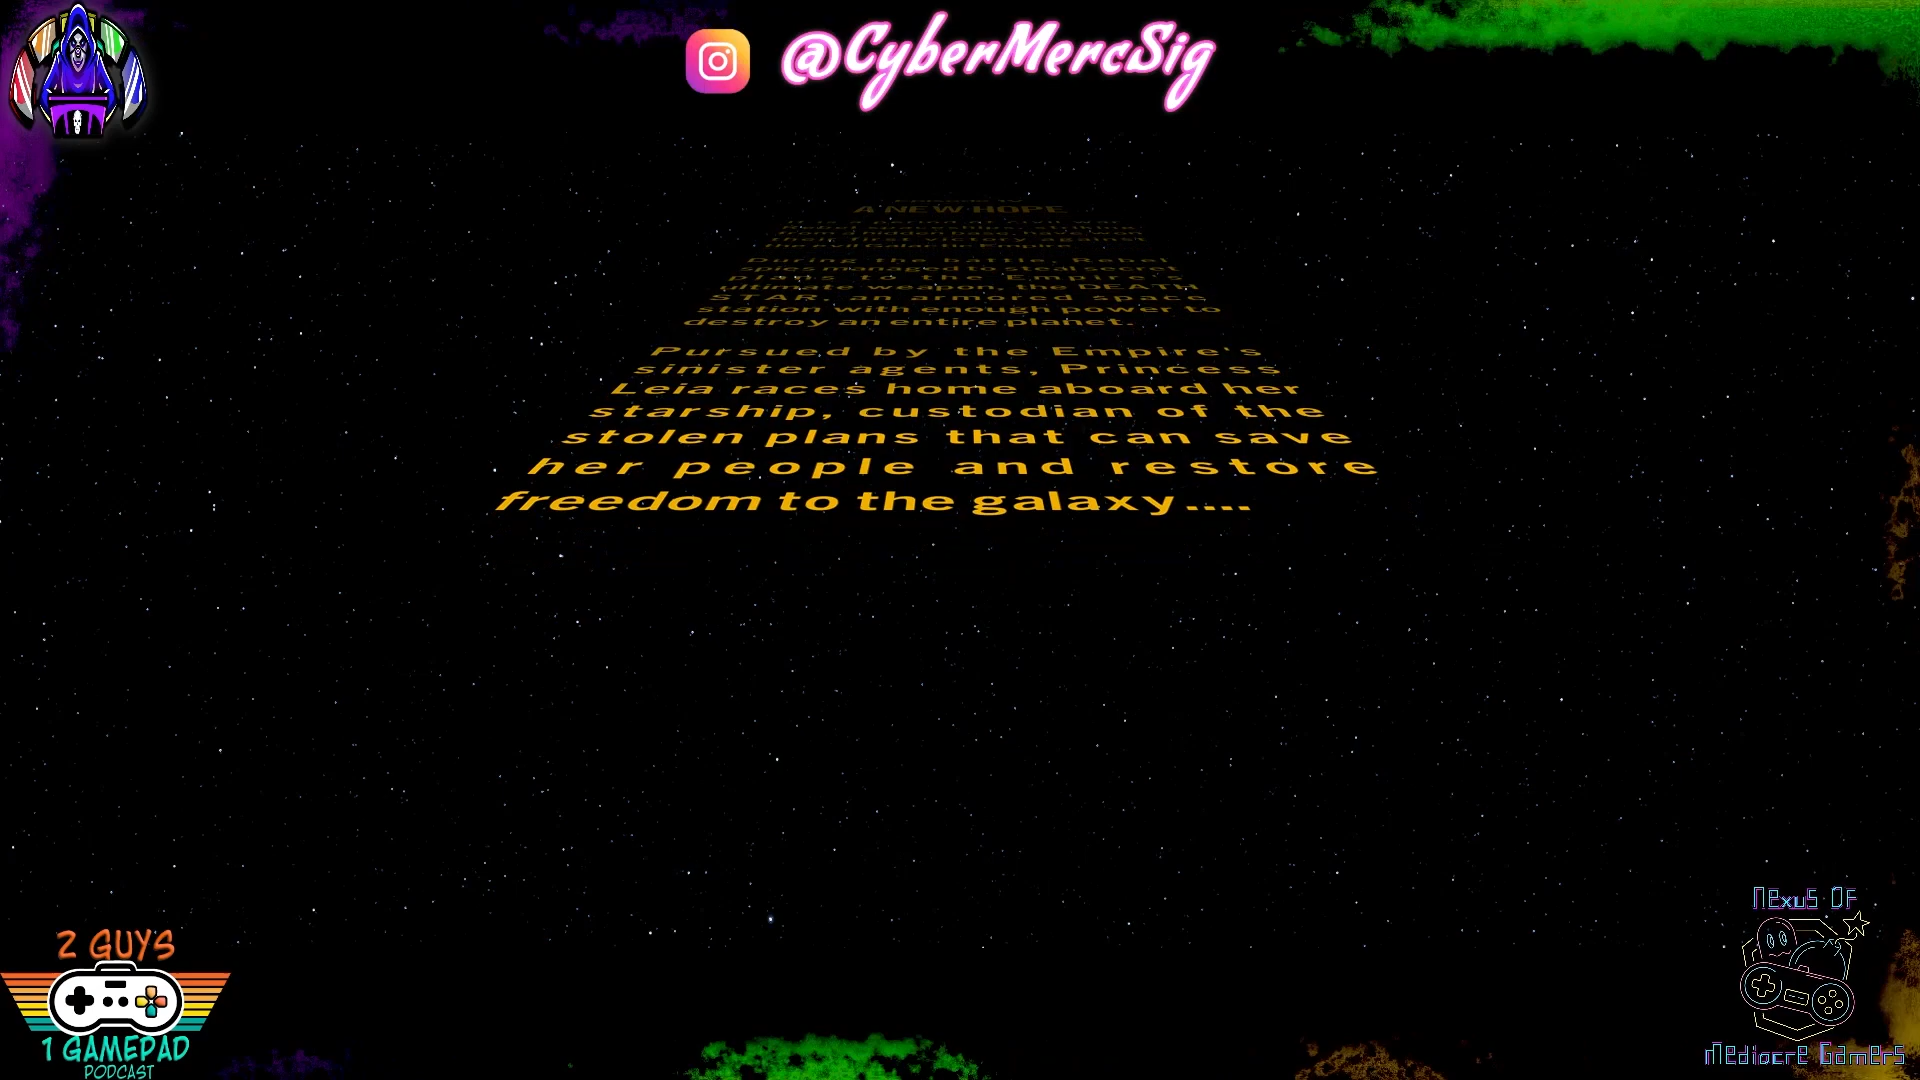 @CyberMercSig
A NEW HOPE
During the battle, Rebel
spies managed to steal secret
plans to the Empire's
ultimate weapon, the DEATH
STAR, an armored space
station with enough power to
destroy an entire planet.
Pursued by the Empire's
sinister agents, Princess
Leia races home aboard her
starship, custodian of the
stolen plans that can save
her people and restore
freedom to the galaxy....
2 GUYS
1 GAMEPAD
PODCAST
Nexus Of
Mediocre Gamers